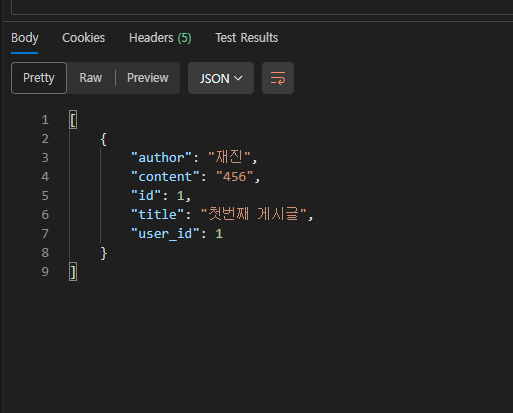 Body Cookies Headers (5) Test Results
Pretty Raw Preview JSON
1 [
2 {
3 "author": "재진",
4 "content": "456",
5 "id": 1,
6 "title": "첫번째 게시글",
7 "user_id": 1
8 }
9 ]